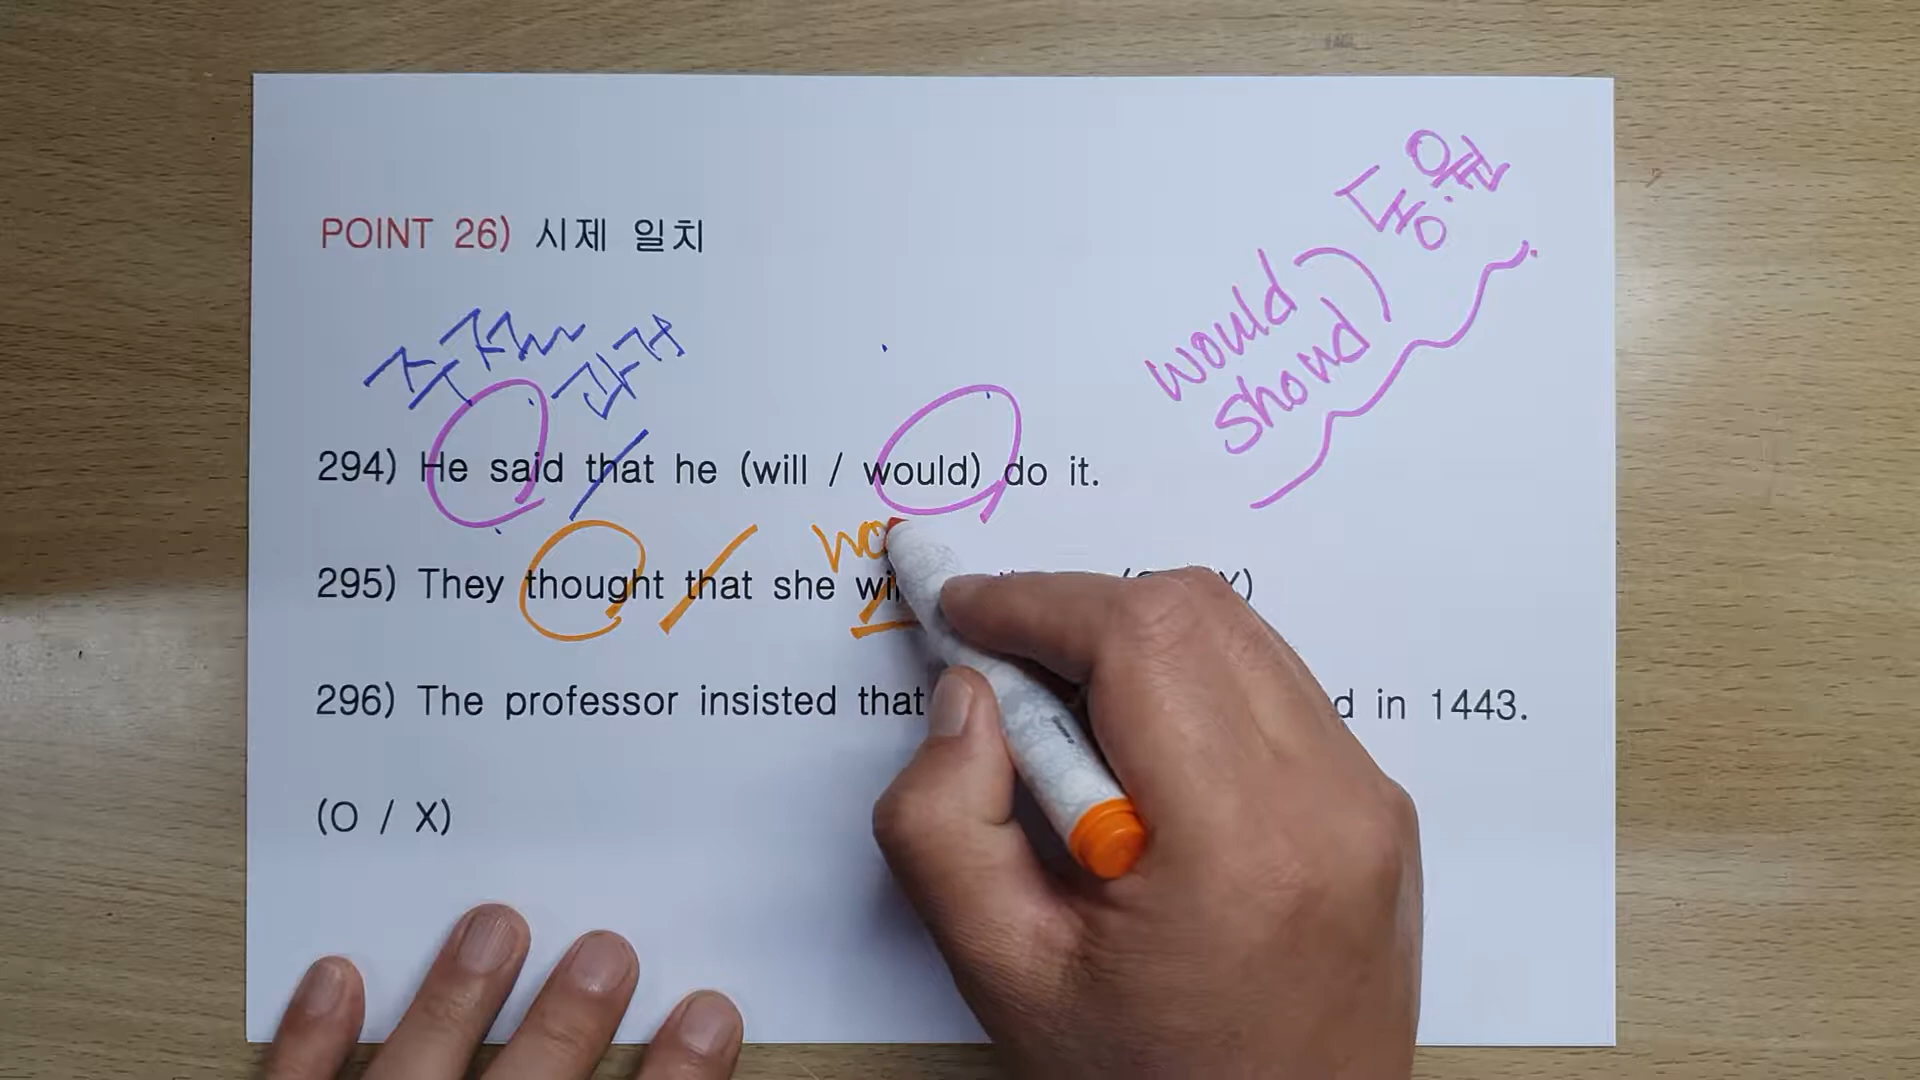 POINT 26) 시제 일치
would
should
동일
주절
과거
294) He said that he (will / would) do it.
wo
295) They thought that she X)
296) The professor insisted that d in 1443.
(O / X)